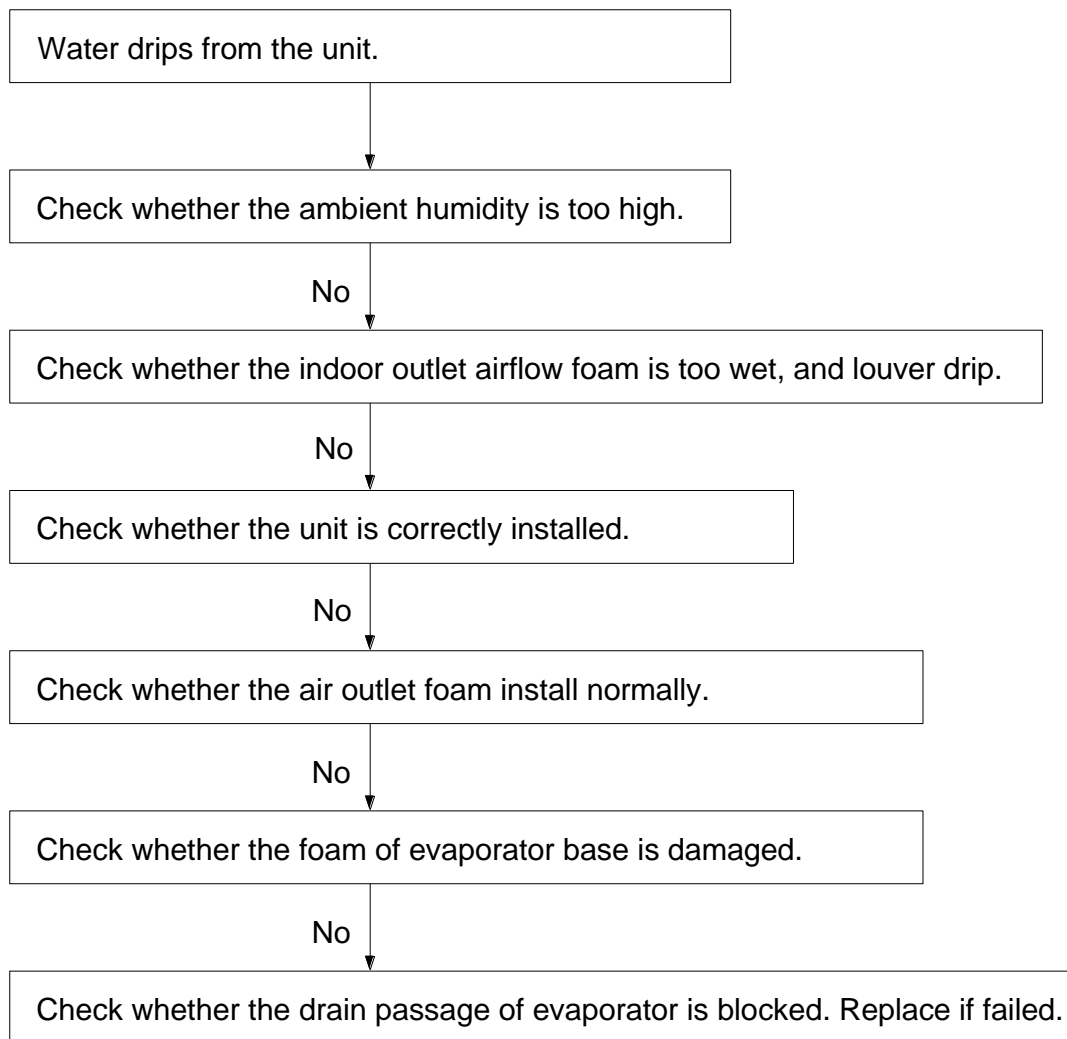 Water drips from the unit.
Check whether the ambient humidity is too high.
No
Check whether the indoor outlet airflow foam is too wet, and louver drip.
No
Check whether the unit is correctly installed.
No
Check whether the air outlet foam install normally.
No
Check whether the foam of evaporator base is damaged.
No
Check whether the drain passage of evaporator is blocked. Replace if failed.